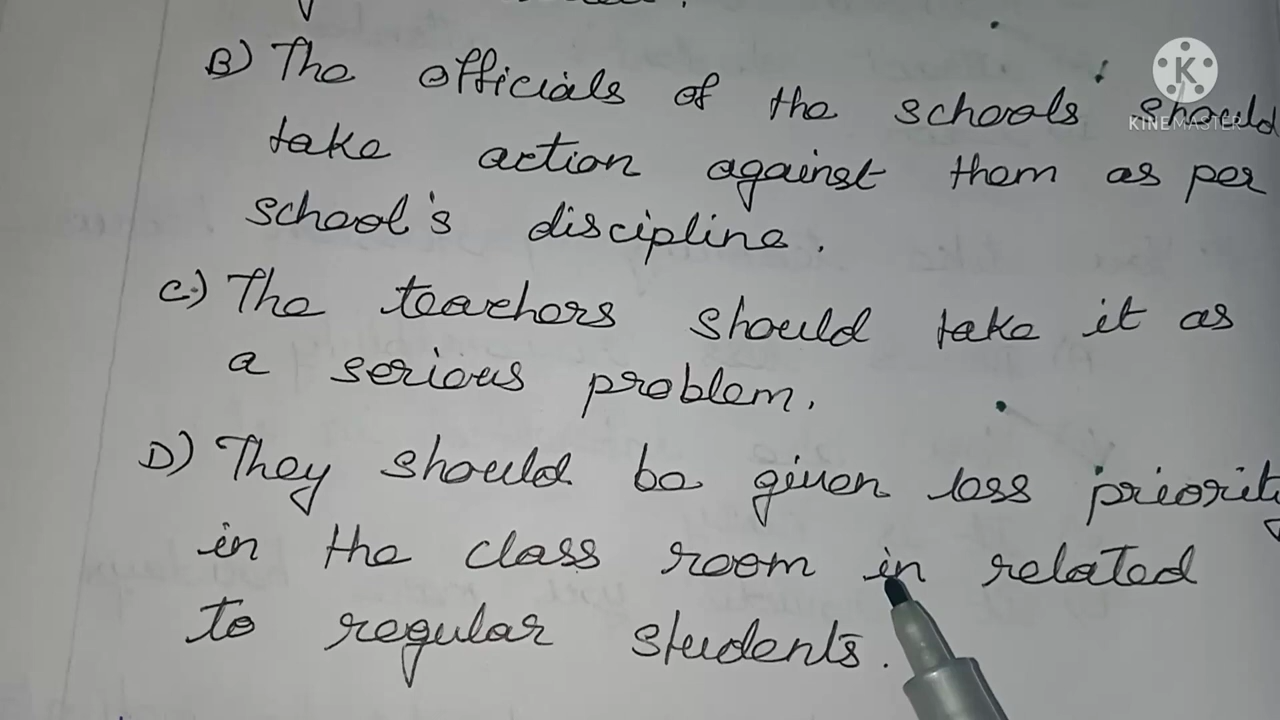 B) The officials of the schools should
take action against them as per
school's discipline.
C) The teachers should take it as
a serious problem.
D) They should be given less priority
in the class room in related
to regular students.
K
KINEMASTER